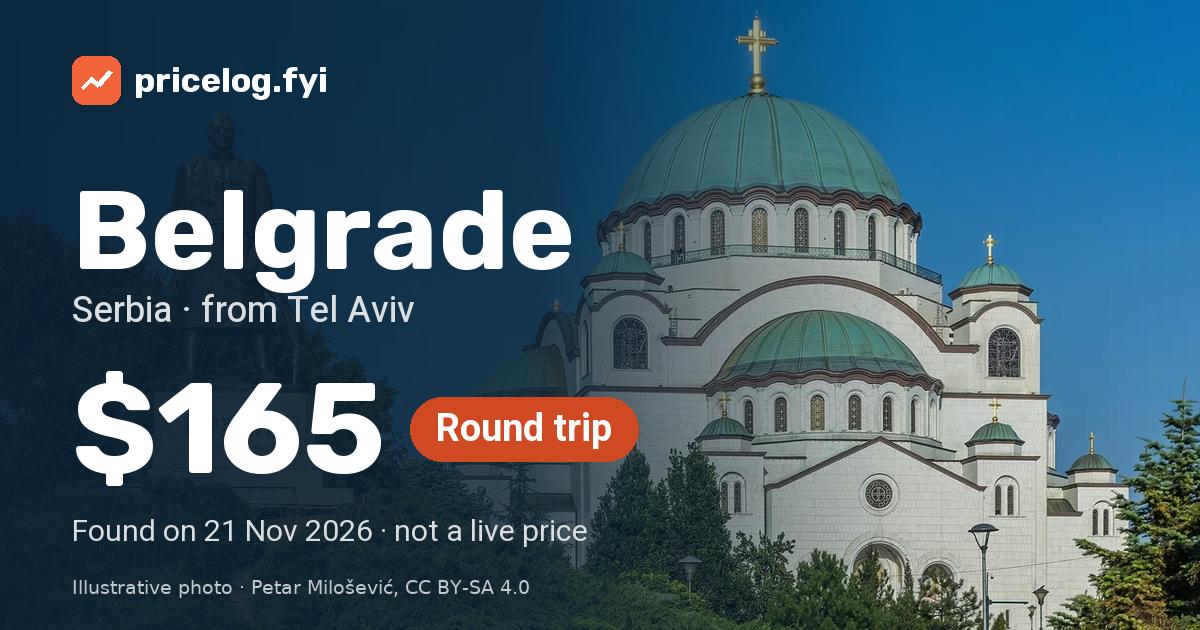 pricelog.fyi
Belgrade
Serbia · from Tel Aviv
$165
Round trip
Found on 21 Nov 2026 · not a live price
Illustrative photo · Petar Milošević, CC BY-SA 4.0